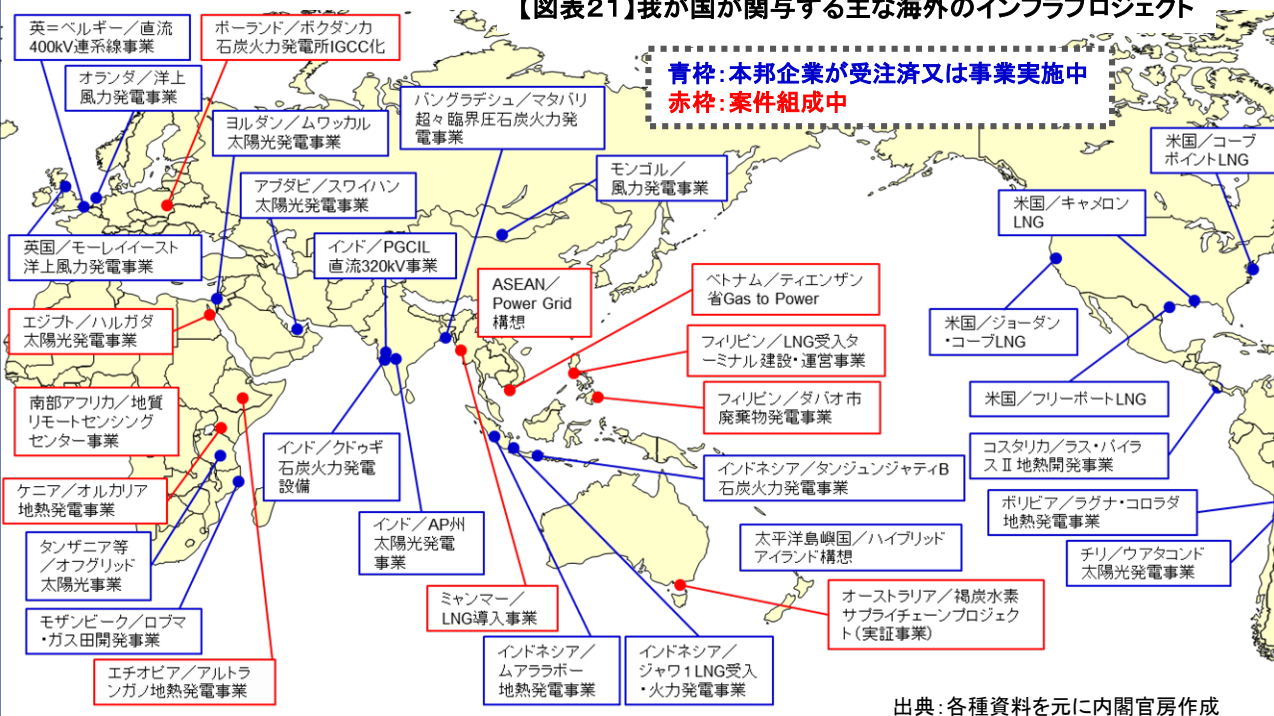 【図表21】我が国が関与する主な海外のインフラプロジェクト
青枠：本邦企業が受注済又は事業実施中
赤枠：案件組成中
英＝ベルギー／直流
400kV連系線事業
ポーランド／ボクダンカ
石炭火力発電所IGCC化
オランダ／洋上
風力発電事業
ヨルダン／ムワッカル
太陽光発電事業
バングラデシュ／マタバリ
超々臨界圧石炭火力発
電事業
アブダビ／スワイハン
太陽光発電事業
モンゴル／
風力発電事業
米国／コーブ
ポイントLNG
米国／キャメロン
LNG
英国／モーレイイースト
洋上風力発電事業
インド／PGCIL
直流320kV事業
ASEAN／
Power Grid
構想
ベトナム／ティエンザン
省Gas to Power
エジプト／ハルガダ
太陽光発電事業
フィリピン／LNG受入タ
ーミナル建設・運営事業
米国／ジョーダン
・コーブLNG
南部アフリカ／地質
リモートセンシング
センター事業
フィリピン／ダバオ市
廃棄物発電事業
米国／フリーポートLNG
インド／クドゥギ
石炭火力発電
設備
コスタリカ／ラス・パイラ
スⅡ地熱開発事業
インドネシア／タンジュンジャティB
石炭火力発電事業
ケニア／オルカリア
地熱発電事業
ボリビア／ラグナ・コロラダ
地熱発電事業
インド／AP州
太陽光発電
事業
太平洋島嶼国／ハイブリッド
アイランド構想
タンザニア等
／オフグリッド
太陽光事業
チリ／ウアタコンド
太陽光発電事業
ミャンマー／
LNG導入事業
オーストラリア／褐炭水素
サプライチェーンプロジェク
ト（実証事業）
モザンビーク／ロブマ
・ガス田開発事業
インドネシア／
ムアララボー
地熱発電事業
インドネシア／
ジャワ1LNG受入
・火力発電事業
エチオピア／アルトラ
ンガノ地熱発電事業
出典：各種資料を元に内閣官房作成